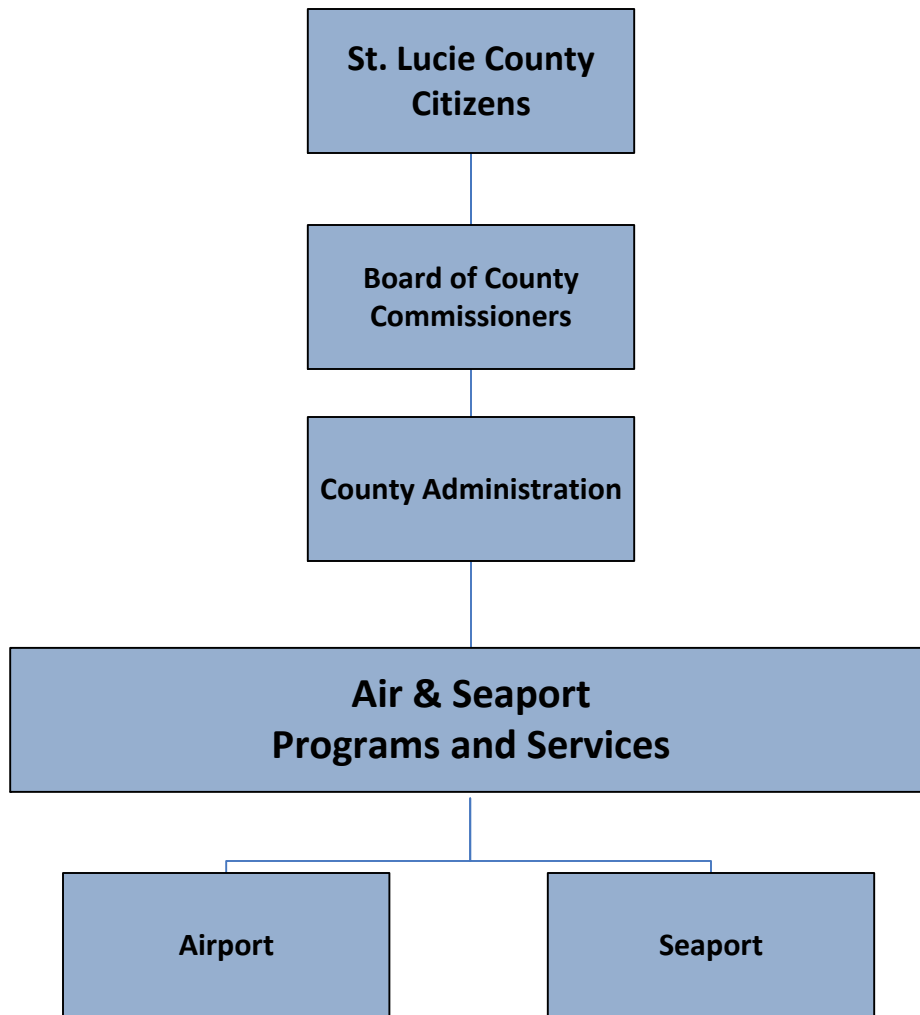 St. Lucie County
Citizens
Board of County
Commissioners
County Administration
Air & Seaport
Programs and Services
Airport
Seaport